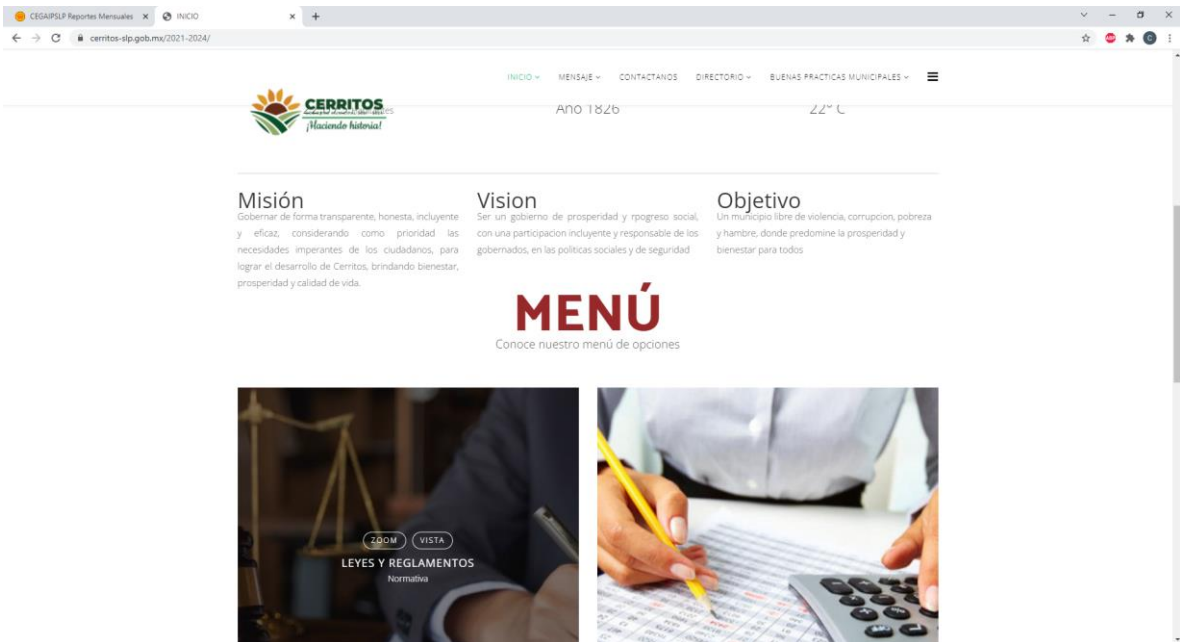 CEGAIPSLP Reportes Mensuales
INICIO
cerritos-slp.gob.mx/2021-2024/
INICIO MENSAJE CONTACTANOS DIRECTORIO BUENAS PRACTICAS MUNICIPALES
CERRITOS
¡Haciendo historia!
Año 1826
22° C
Misión
Gobernar de forma transparente, honesta, incluyente
y eficaz, considerando como prioridad las
necesidades imperantes de los ciudadanos, para
lograr el desarrollo de Cerritos, brindando bienestar,
prosperidad y calidad de vida.
Vision
Ser un gobierno de prosperidad y rpogreso social,
con una participacion incluyente y responsable de los
gobernados, en las politicas sociales y de seguridad
Objetivo
Un municipio libre de violencia, corrupcion, pobreza
y hambre, donde predomine la prosperidad y
bienestar para todos
MENÚ
Conoce nuestro menú de opciones
ZOOM VISTA
LEYES Y REGLAMENTOS
Normativa